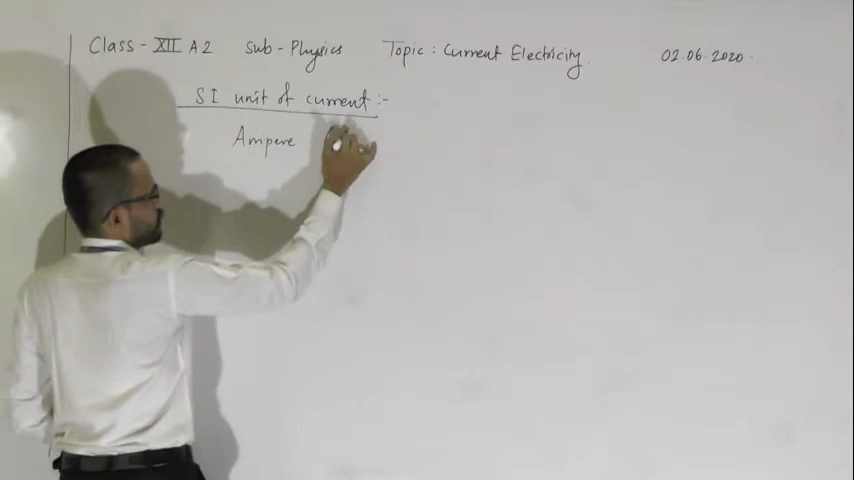 Class - XII A2 Sub - Physics Topic : Current Electricity. 02.06.2020.
SI unit of current :-
Ampere